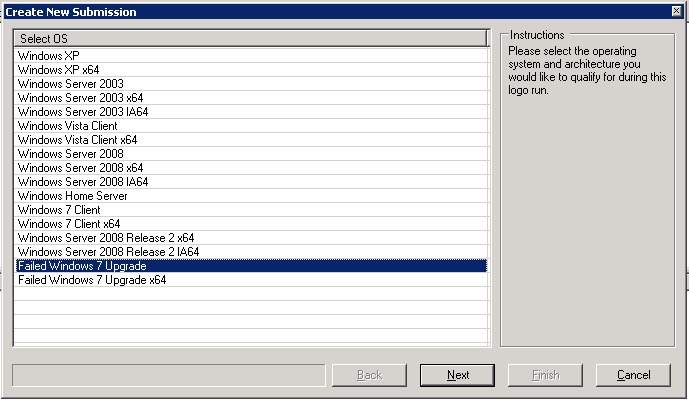 Create New Submission
Select OS
Windows XP
Windows XP x64
Windows Server 2003
Windows Server 2003 x64
Windows Server 2003 IA64
Windows Vista Client
Windows Vista Client x64
Windows Server 2008
Windows Server 2008 x64
Windows Server 2008 IA64
Windows Home Server
Windows 7 Client
Windows 7 Client x64
Windows Server 2008 Release 2 x64
Windows Server 2008 Release 2 IA64
Failed Windows 7 Upgrade
Failed Windows 7 Upgrade x64
Instructions
Please select the operating
system and architecture you
would like to qualify for during this
logo run.
Back
Next
Finish
Cancel